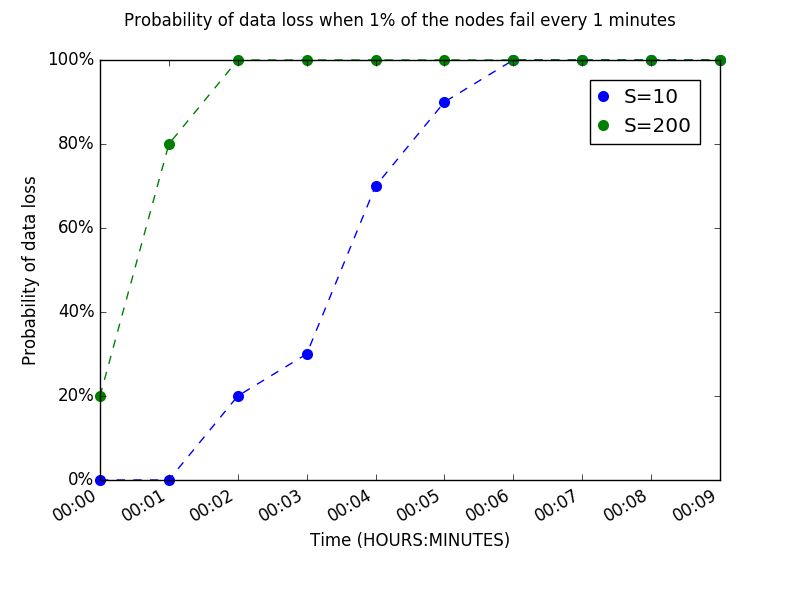 Probability of data loss when 1% of the nodes fail every 1 minutes
100%
80%
60%
40%
20%
0%
Probability of data loss
S=10
S=200
00:00 00:01 00:02 00:03 00:04 00:05 00:06 00:07 00:08 00:09
Time (HOURS:MINUTES)